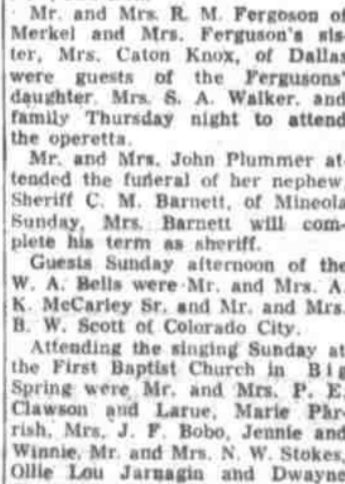 Mr. and Mrs. R. M. Fergoson of
Merkel and Mrs. Ferguson's sis-
ter, Mrs. Caton Knox, of Dallas
were guests of the Fergusons'
daughter, Mrs. S. A. Walker, and
family Thursday night to attend
the operetta.
Mr. and Mrs. John Plummer at-
tended the funeral of her nephew,
Sheriff C. M. Barnett, of Mineola
Sunday, Mrs. Barnett will com-
plete his term as sheriff.
Guests Sunday afternoon of the
W. A. Bells were Mr. and Mrs. A.
K. McCarley Sr. and Mr. and Mrs.
B. W. Scott of Colorado City.
Attending the singing Sunday at
the First Baptist Church in Big
Spring were Mr. and Mrs. P. E.
Clawson and Larue, Marie Phr-
rish, Mrs. J. F. Bobo, Jennie and
Winnie, Mr. and Mrs. N. W. Stokes,
Ollie Lou Jarnagin and Dwayne